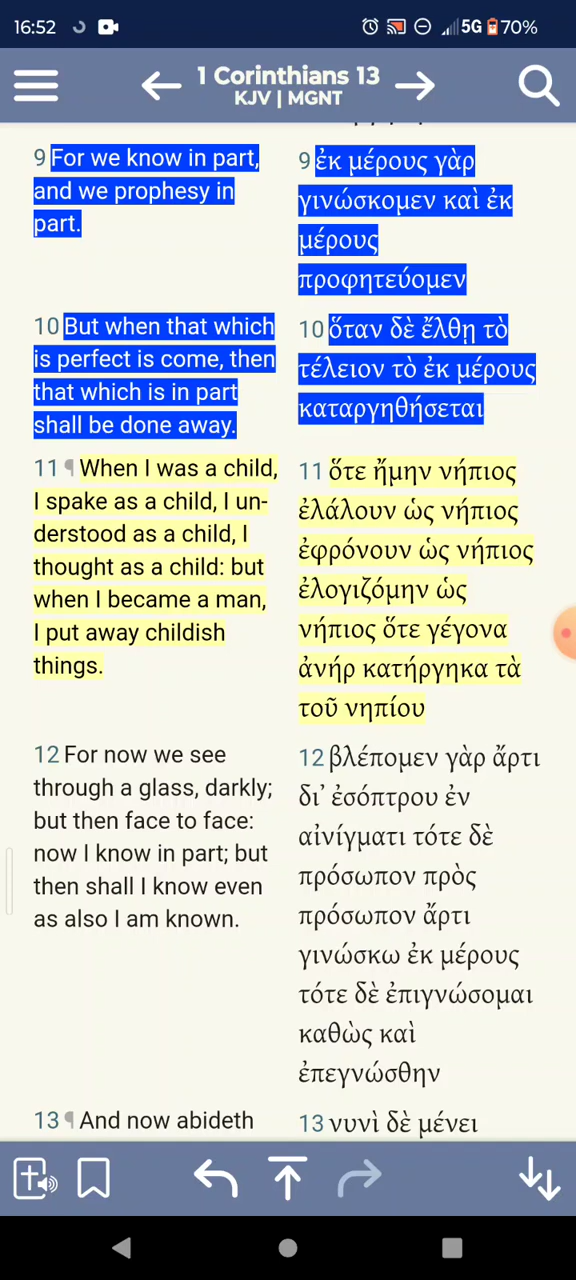 16:52
5G 70%
1 Corinthians 13
KJV | MGNT
9 For we know in part,
and we prophesy in
part.
10 But when that which
is perfect is come, then
that which is in part
shall be done away.
11 ¶ When I was a child,
I spake as a child, I un-
derstood as a child, I
thought as a child: but
when I became a man,
I put away childish
things.
12 For now we see
through a glass, darkly;
but then face to face:
now I know in part; but
then shall I know even
as also I am known.
13 ¶ And now abideth
9 ἐκ μέρους γὰρ
γινώσκομεν καὶ ἐκ
μέρους
προφητεύομεν
10 ὅταν δὲ ἔλθῃ τὸ
τέλειον τὸ ἐκ μέρους
καταργηθήσεται
11 ὅτε ἤμην νήπιος
ἐλάλουν ὡς νήπιος
ἐφρόνουν ὡς νήπιος
ἐλογιζόμην ὡς
νήπιος ὅτε γέγονα
ἀνήρ κατήργηκα τὰ
τοῦ νηπίου
12 βλέπομεν γὰρ ἄρτι
δι’ ἐσόπτρου ἐν
αἰνίγματι τότε δὲ
πρόσωπον πρὸς
πρόσωπον ἄρτι
γινώσκω ἐκ μέρους
τότε δὲ ἐπιγνώσομαι
καθὼς καὶ
ἐπεγνώσθην
13 νυνὶ δὲ μένει